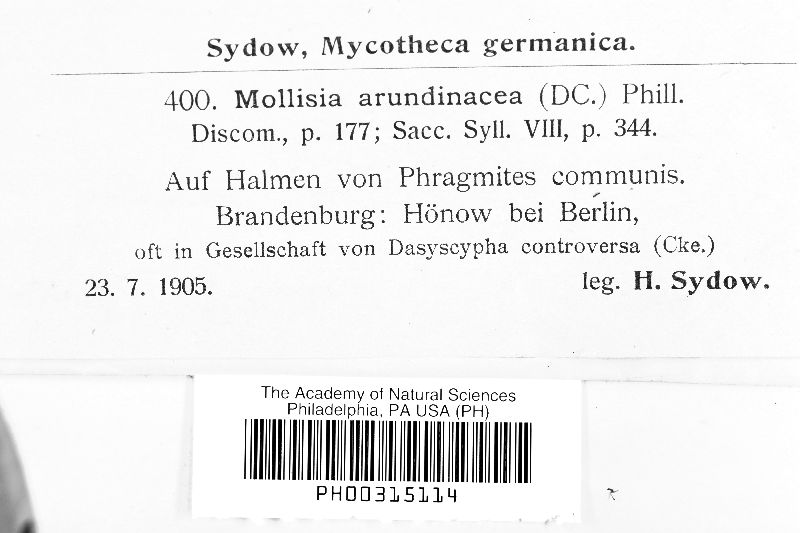 Sydow, Mycotheca germanica.
400. Mollisia arundinacea (DC.) Phill.
Discom., p. 177; Sacc. Syll. VIII, p. 344.
Auf Halmen von Phragmites communis.
Brandenburg: Hönow bei Berlin,
oft in Gesellschaft von Dasyscypha controversa (Cke.)
23. 7. 1905. leg. H. Sydow.
The Academy of Natural Sciences
Philadelphia, PA USA (PH)
PH00315114